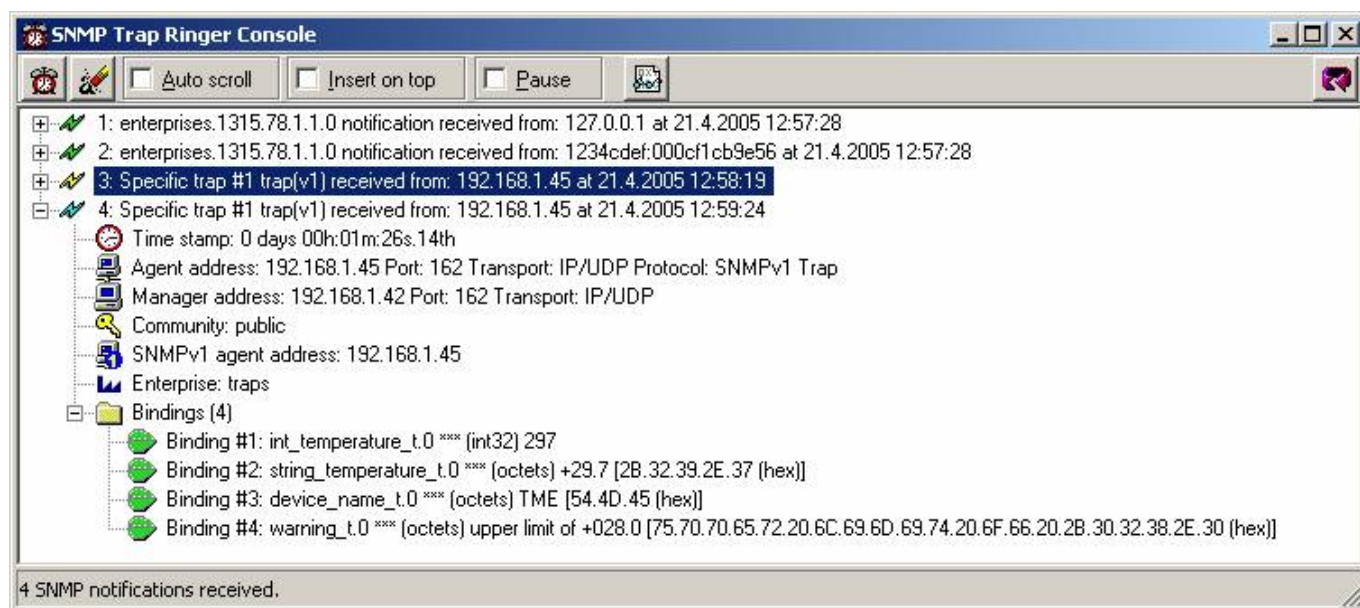 SNMP Trap Ringer Console
Auto scroll Insert on top Pause
1: enterprises.1315.78.1.1.0 notification received from: 127.0.0.1 at 21.4.2005 12:57:28
2: enterprises.1315.78.1.1.0 notification received from: 1234cdef:000cf1cb9e56 at 21.4.2005 12:57:28
3: Specific trap #1 trap(v1) received from: 192.168.1.45 at 21.4.2005 12:58:19
4: Specific trap #1 trap(v1) received from: 192.168.1.45 at 21.4.2005 12:59:24
Time stamp: 0 days 00h:01m:26s.14th
Agent address: 192.168.1.45 Port: 162 Transport: IP/UDP Protocol: SNMPv1 Trap
Manager address: 192.168.1.42 Port: 162 Transport: IP/UDP
Community: public
SNMPv1 agent address: 192.168.1.45
Enterprise: traps
Bindings (4)
Binding #1: int_temperature_t.0 *** (int32) 297
Binding #2: string_temperature_t.0 *** (octets) +29.7 [2B.32.39.2E.37 (hex)]
Binding #3: device_name_t.0 *** (octets) TME [54.4D.45 (hex)]
Binding #4: warning_t.0 *** (octets) upper limit of +028.0 [75.70.70.65.72.20.6C.69.6D.69.74.20.6F.66.20.2B.30.32.38.2E.30 (hex)]
4 SNMP notifications received.